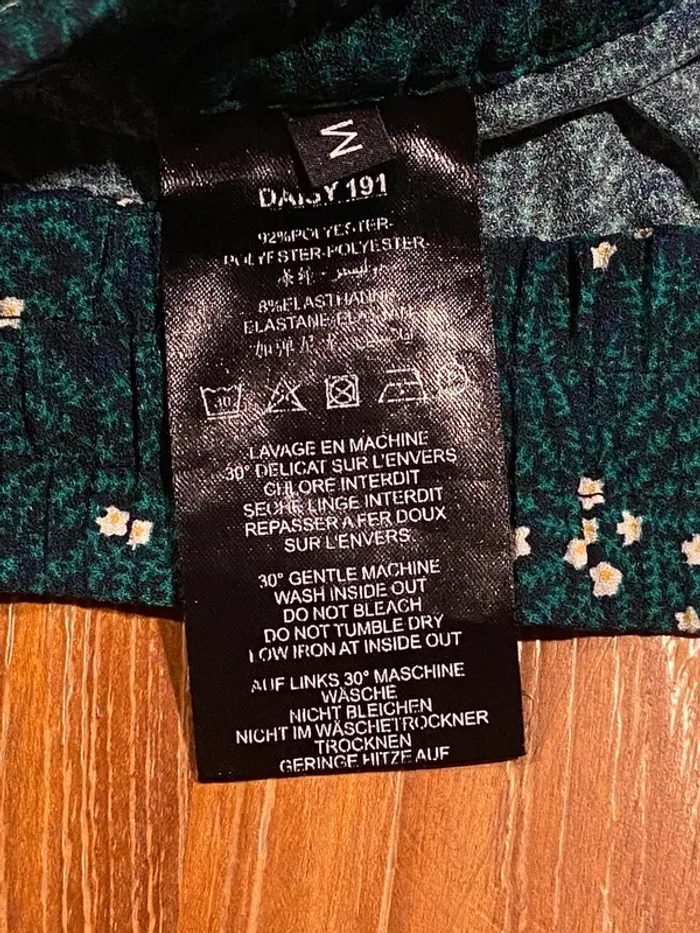 M
DAISY 191
92%POLYESTER-
POLYESTER-POLYESTER-
8%ELASTHANNE
ELASTANE-
30
LAVAGE EN MACHINE
30° DELICAT SUR L'ENVERS
CHLORE INTERDIT
SECHE LINGE INTERDIT
REPASSER A FER DOUX
SUR L'ENVERS
30° GENTLE MACHINE
WASH INSIDE OUT
DO NOT BLEACH
DO NOT TUMBLE DRY
LOW IRON AT INSIDE OUT
AUF LINKS 30° MASCHINE
WÄSCHE
NICHT BLEICHEN
NICHT IM WÄSCHETROCKNER
TROCKNEN
GERINGE HITZE AUF